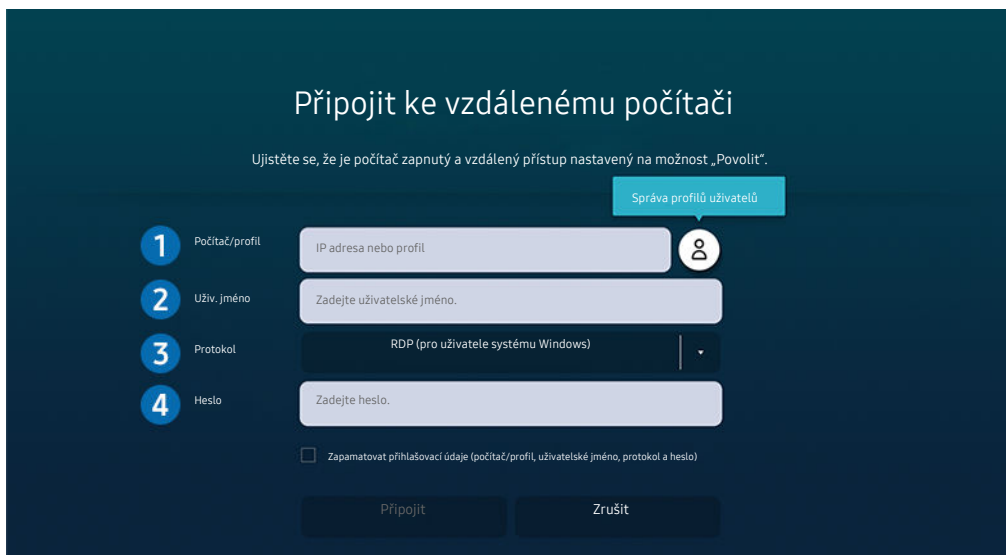 Připojit ke vzdálenému počítači
Ujistěte se, že je počítač zapnutý a vzdálený přístup nastavený na možnost „Povolit“.
Správa profilů uživatelů
1 Počítač/profil IP adresa nebo profil
2 Uživ. jméno Zadejte uživatelské jméno.
3 Protokol RDP (pro uživatele systému Windows)
4 Heslo Zadejte heslo.
Zapamatovat přihlašovací údaje (počítač/profil, uživatelské jméno, protokol a heslo)
Připojit Zrušit